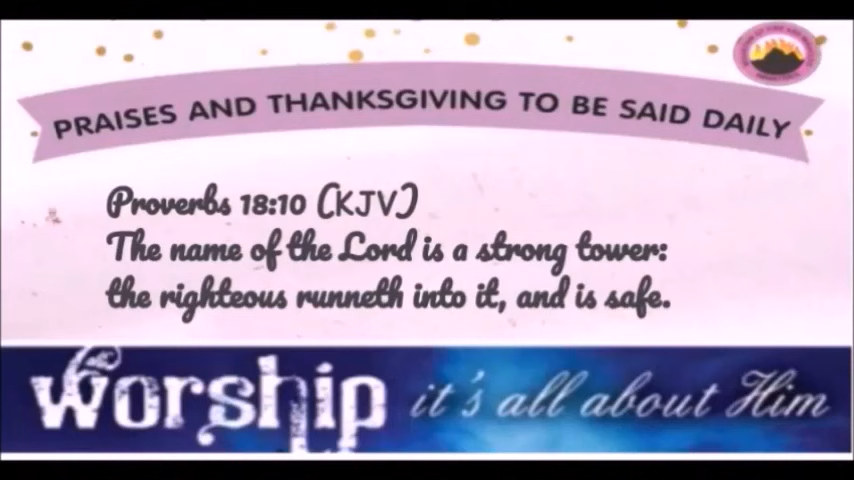 PRAISES AND THANKSGIVING TO BE SAID DAILY
Proverbs 18:10 (KJV)
The name of the Lord is a strong tower:
the righteous runneth into it, and is safe.
worship it's all about Him